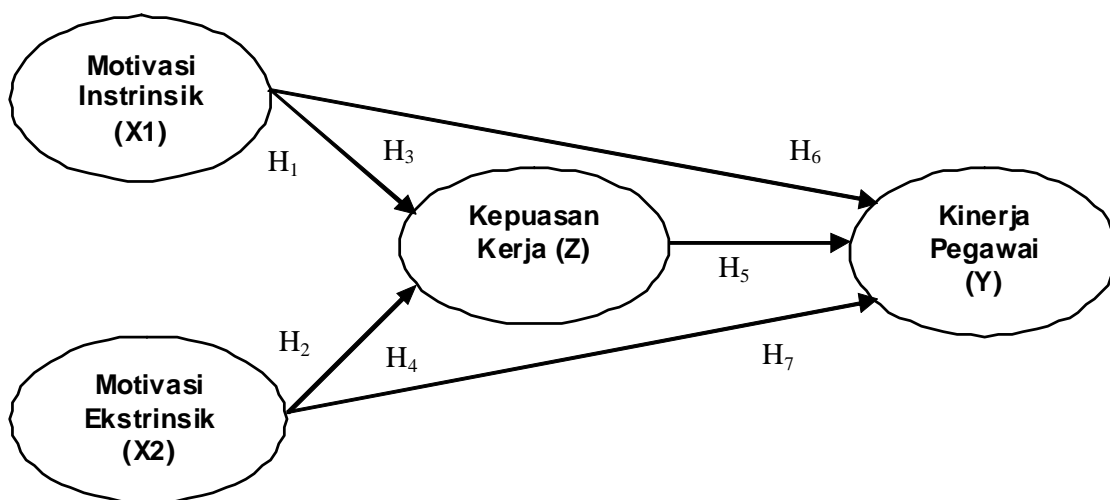 Motivasi
Instrinsik
(X1)
H₁
H₃
H₆
Kepuasan
Kerja (Z)
H₅
Kinerja
Pegawai
(Y)
H₂
H₄
H₇
Motivasi
Ekstrinsik
(X2)